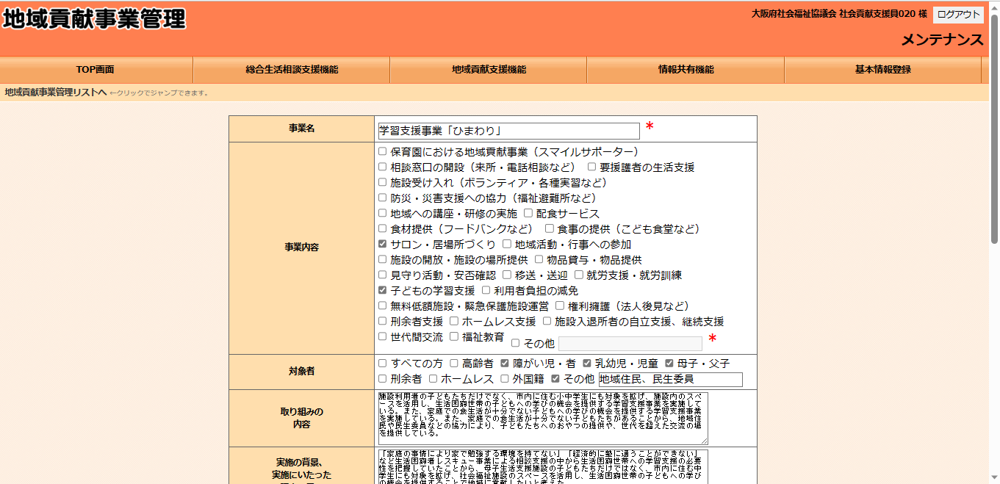 地域貢献事業管理
大阪府社会福祉協議会 社会貢献支援員020 様 ログアウト
メンテナンス
TOP画面 総合生活相談支援機能 地域貢献支援機能 情報共有機能 基本情報登録
地域貢献事業管理リストへ ←クリックでジャンプできます。
事業名 学習支援事業「ひまわり」 *
事業内容
保育園における地域貢献事業（スマイルサポーター）
相談窓口の開設（来所・電話相談など） 要援護者の生活支援
施設受け入れ（ボランティア・各種実習など）
防災・災害支援への協力（福祉避難所など）
地域への講座・研修の実施 配食サービス
食材提供（フードバンクなど） 食事の提供（こども食堂など）
サロン・居場所づくり 地域活動・行事への参加
施設の開放・施設の場所提供 物品貸与・物品提供
見守り活動・安否確認 移送・送迎 就労支援・就労訓練
子どもの学習支援 利用者負担の減免
無料低額施設・緊急保護施設運営 権利擁護（法人後見など）
刑余者支援 ホームレス支援 施設入退所者の自立支援、継続支援
世代間交流 福祉教育 その他 *
対象者
すべての方 高齢者 障がい児・者 乳幼児・児童 母子・父子
刑余者 ホームレス 外国籍 その他 地域住民、民生委員
取り組みの
内容
施設利用者の子どもたちだけでなく、市内に住む小中学生にも対象を拡げ、施設内のスペ
ースを活用し、生活困窮世帯の子どもへの学びの機会を提供する学習支援事業を実施して
いる。また、家庭での食生活が十分でない子どもへの学びの機会を提供する学習支援事業
を実施している。また、家庭での食生活が十分でない子どもたちがあることから、地域住
民や民生委員などの協力により、子どもたちへのおやつの提供や、世代を超えた交流の場
を提供している。
実施の背景、
実施にいたった
「家庭の事情により家で勉強する環境を持てない」「経済的に塾に通うことができない」
など生活困窮者レスキュー事業による相談支援の中から生活困窮世帯への学習支援の必要
性を把握していたことから、母子生活支援施設の子どもたちだけではなく、市内に住む中
学生にも対象を拡げ、社会福祉施設のスペースを活用し、生活困窮世帯の子どもへの学び
の機会を提供することで地域に貢献したいと考えた。